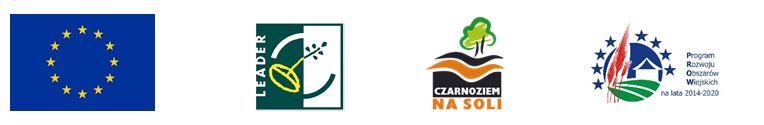 LEADER
CZARNOZIEM
NA SOLI
Program
Rozwoju
Obszarów
Wiejskich
na lata 2014-2020